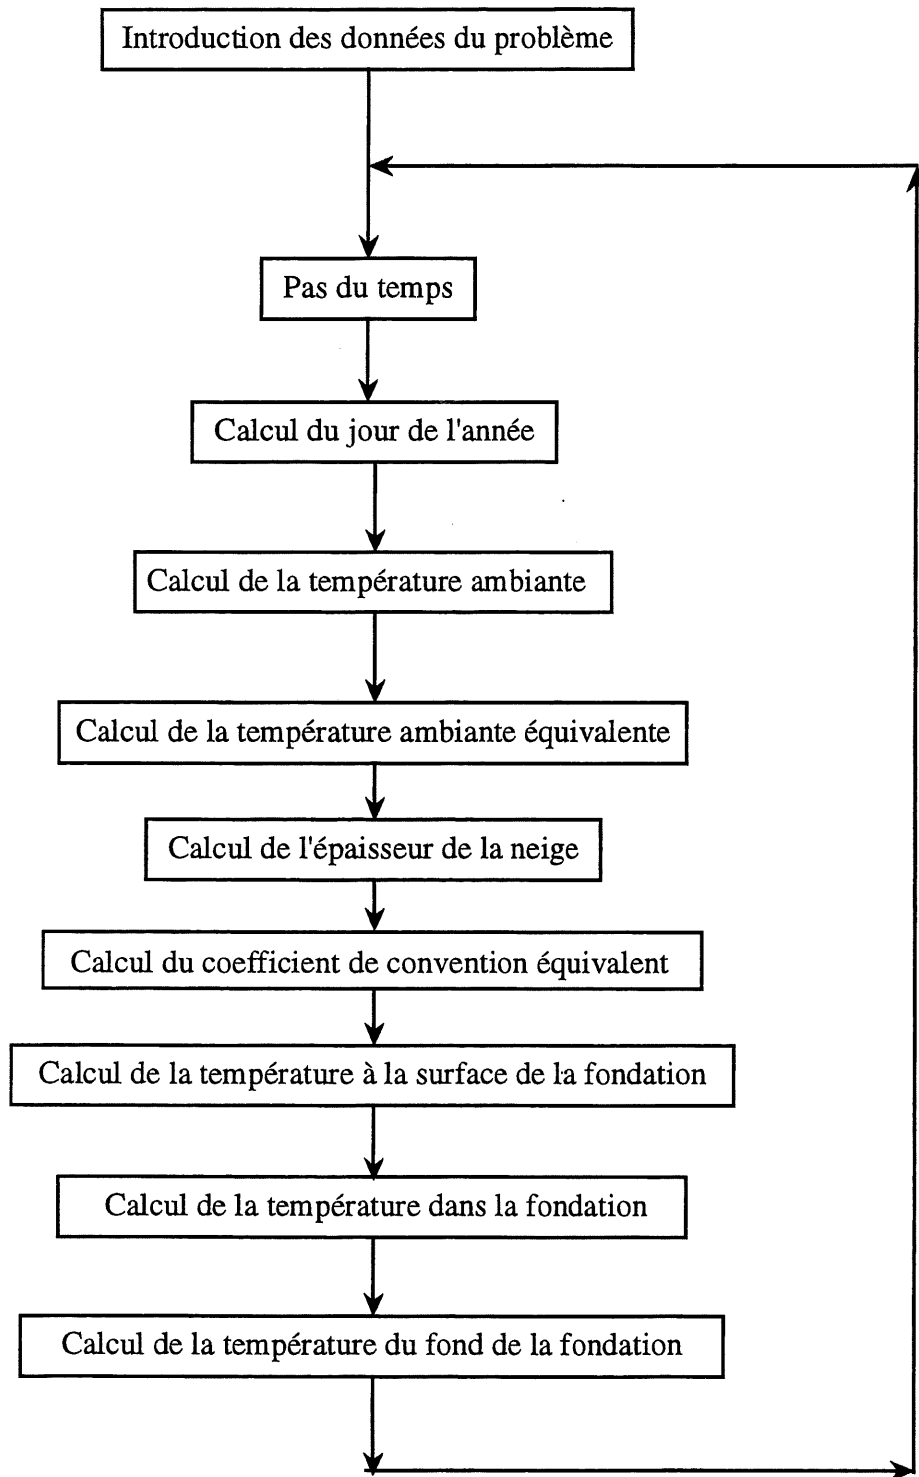 Introduction des données du problème
Pas du temps
Calcul du jour de l'année
Calcul de la température ambiante
Calcul de la température ambiante équivalente
Calcul de l'épaisseur de la neige
Calcul du coefficient de convention équivalent
Calcul de la température à la surface de la fondation
Calcul de la température dans la fondation
Calcul de la température du fond de la fondation